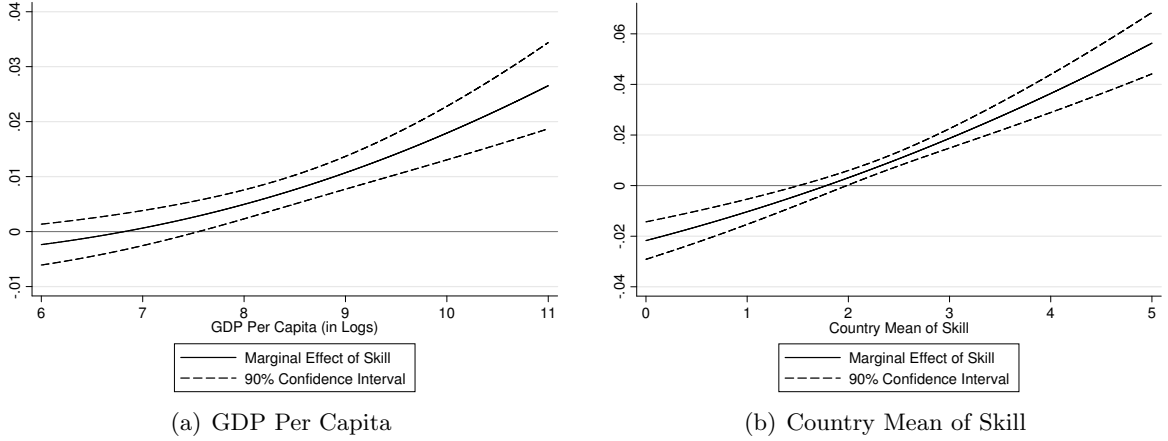 .04
.03
.02
.01
0
-.01
6 7 8 9 10 11
GDP Per Capita (in Logs)
Marginal Effect of Skill
90% Confidence Interval
(a) GDP Per Capita
.06
.04
.02
0
-.02
-.04
0 1 2 3 4 5
Country Mean of Skill
Marginal Effect of Skill
90% Confidence Interval
(b) Country Mean of Skill